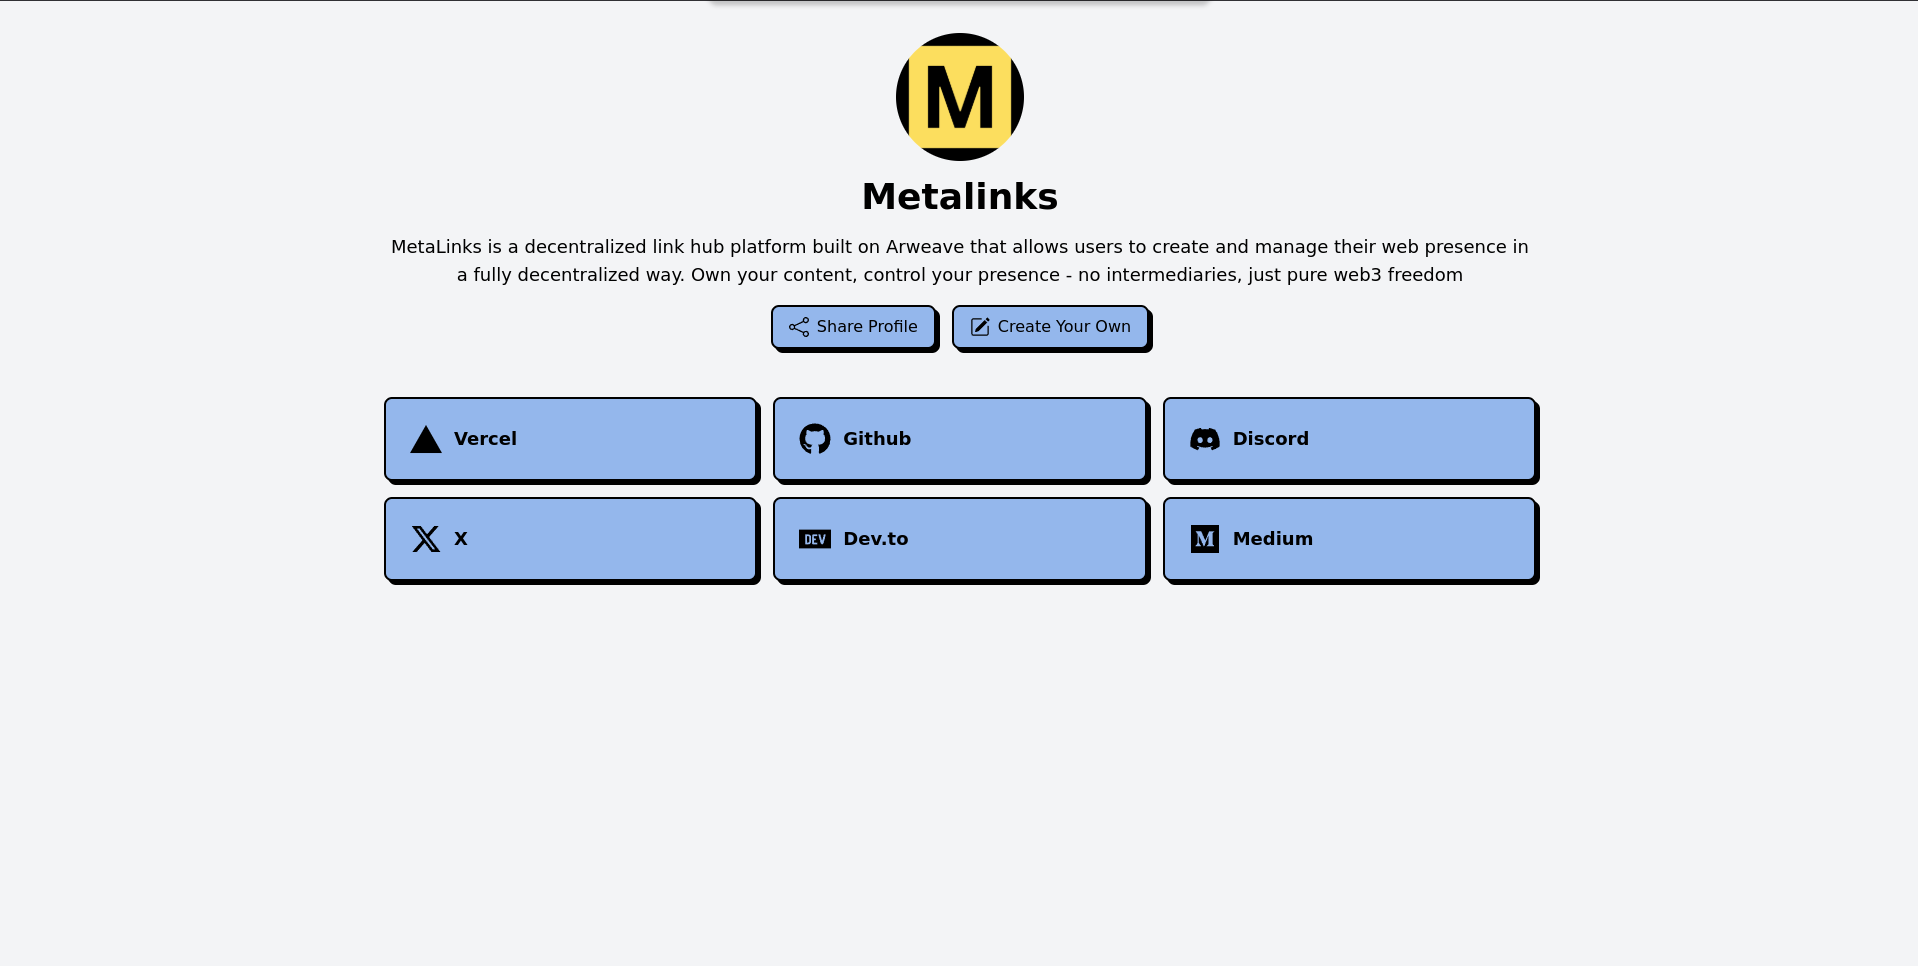 M
Metalinks
MetaLinks is a decentralized link hub platform built on Arweave that allows users to create and manage their web presence in
a fully decentralized way. Own your content, control your presence - no intermediaries, just pure web3 freedom
Share Profile
Create Your Own
Vercel
Github
Discord
X
DEV Dev.to
M Medium